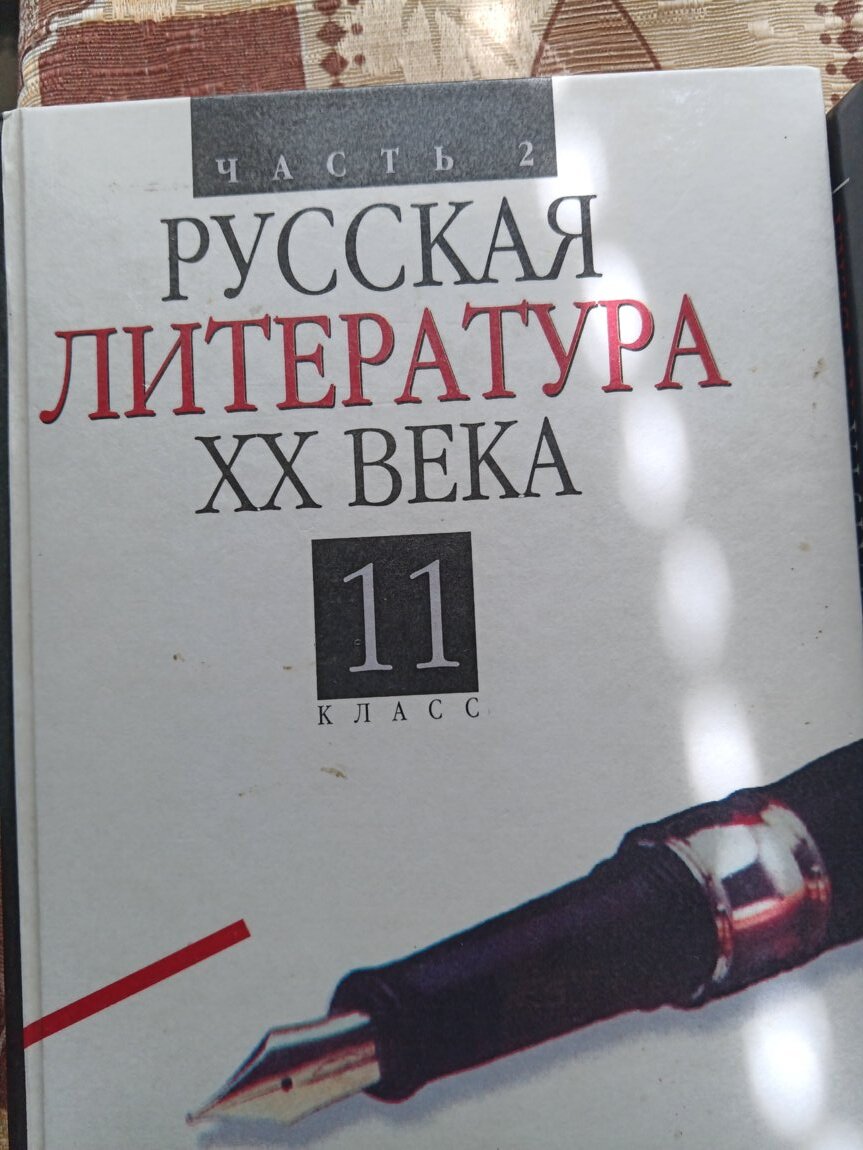 ЧАСТЬ 2
РУССКАЯ
ЛИТЕРАТУРА
XX ВЕКА
11
КЛАСС